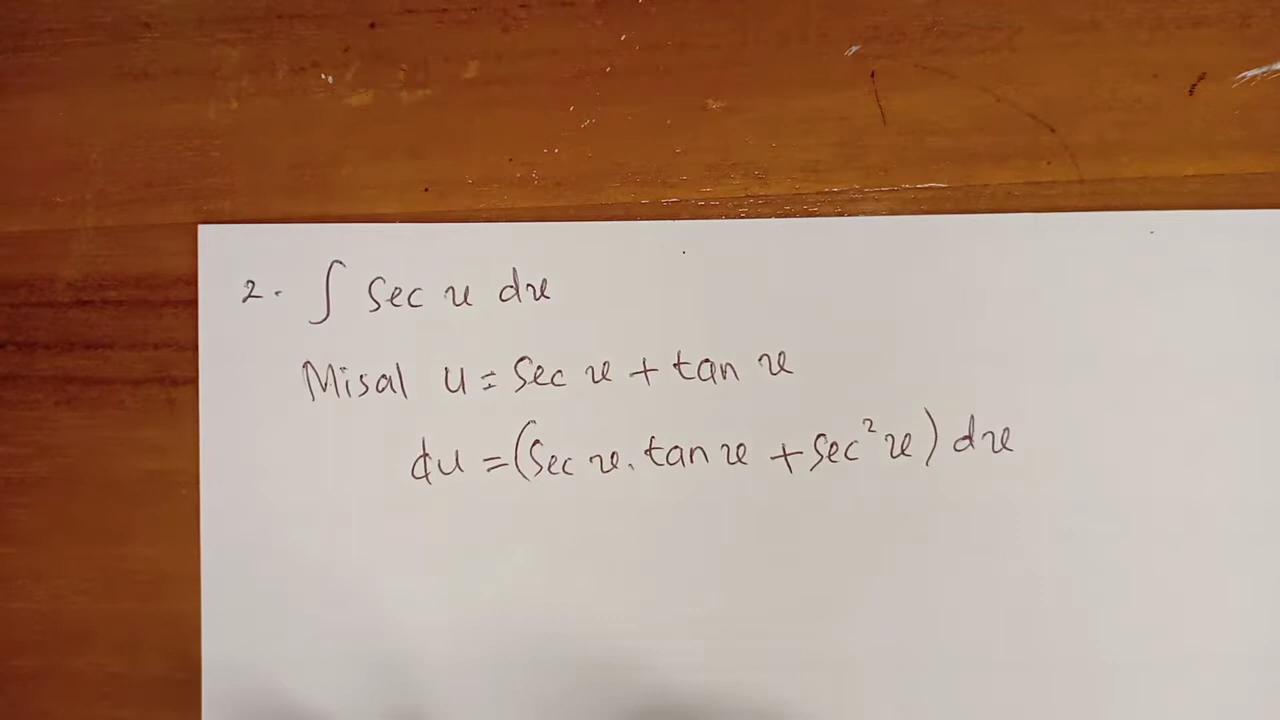 2. ∫ sec x dx
Misal u = sec x + tan x
du = (sec x . tan x + sec² x) dx